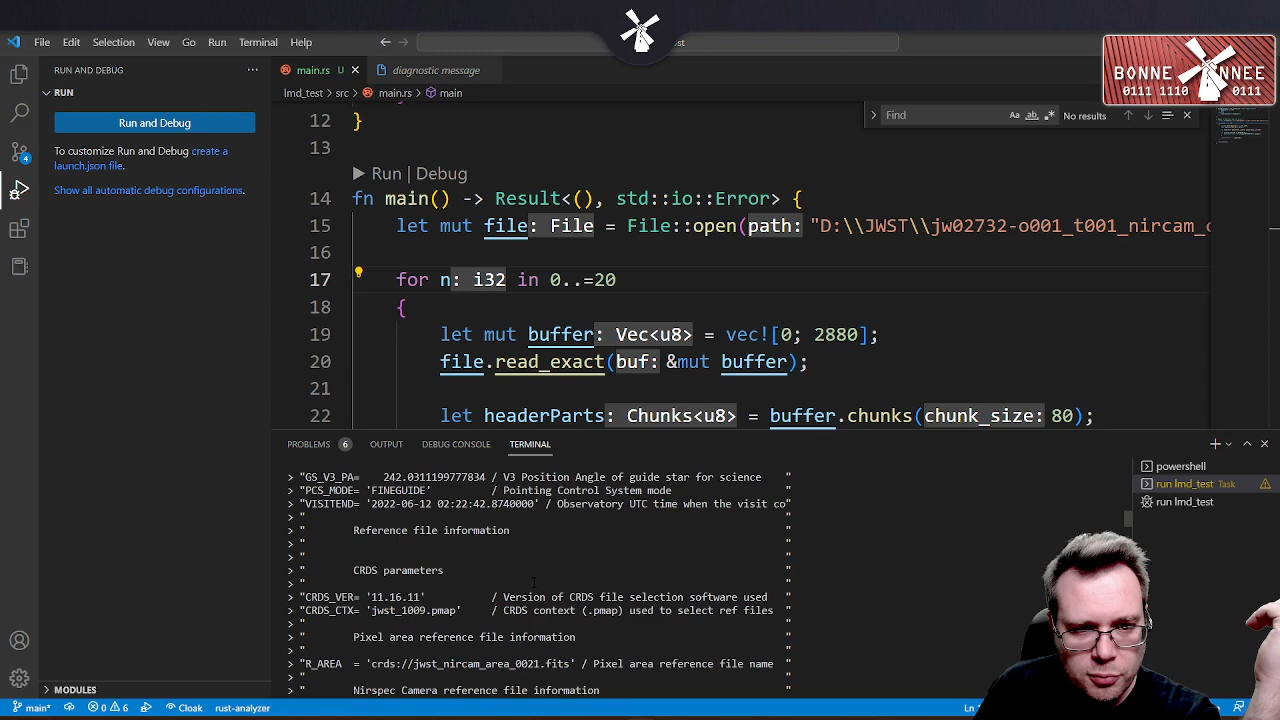 File Edit Selection View Go Run Terminal Help
BONNE ANNEE
0111 1110 0111
RUN AND DEBUG
RUN
Run and Debug
To customize Run and Debug create a
launch.json file.
Show all automatic debug configurations.
MODULES
main.rs U
diagnostic message
lmd_test > src > main.rs > main
Find
Aa ab .*
No results
12 }
13
Run | Debug
14 fn main() -> Result<(), std::io::Error> {
15 let mut file: File = File::open(path: "D:\\JWST\\jw02732-o001_t001_nircam_
16
17 for n: i32 in 0..=20
18 {
19 let mut buffer: Vec<u8> = vec![0; 2880];
20 file.read_exact(buf: &mut buffer);
21
22 let headerParts: Chunks<u8> = buffer.chunks(chunk_size: 80);
PROBLEMS 6 OUTPUT DEBUG CONSOLE TERMINAL
> "GS_V3_PA= 242.0311199777834 / V3 Position Angle of guide star for science "
> "PCS_MODE= 'FINEGUIDE' / Pointing Control System mode "
> "VISITEND= '2022-06-12 02:22:42.8740000' / Observatory UTC time when the visit co"
> " "
> " Reference file information "
> " "
> " "
> " CRDS parameters "
> " "
> "CRDS_VER= '11.16.11' / Version of CRDS file selection software used "
> "CRDS_CTX= 'jwst_1009.pmap' / CRDS context (.pmap) used to select ref files "
> " "
> " Pixel area reference file information "
> " "
> "R_AREA = 'crds://jwst_nircam_area_0021.fits' / Pixel area reference file name "
> " "
> " Nirspec Camera reference file information "
powershell
run lmd_test Task
run lmd_test
main* 0 6 Cloak rust-analyzer